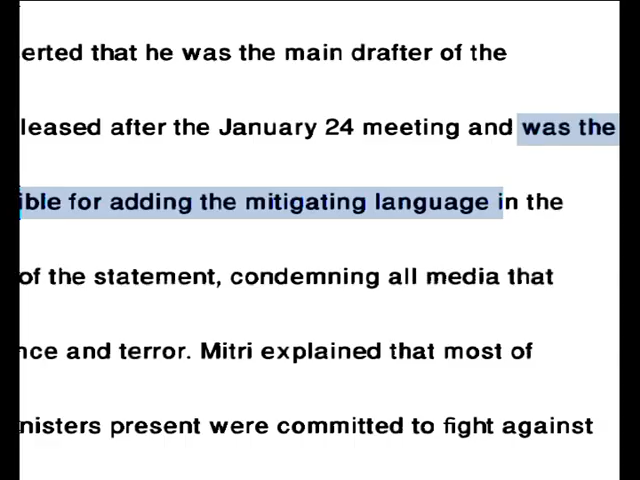 erted that he was the main drafter of the
leased after the January 24 meeting and was the
ible for adding the mitigating language in the
of the statement, condemning all media that
nce and terror. Mitri explained that most of
nisters present were committed to fight against